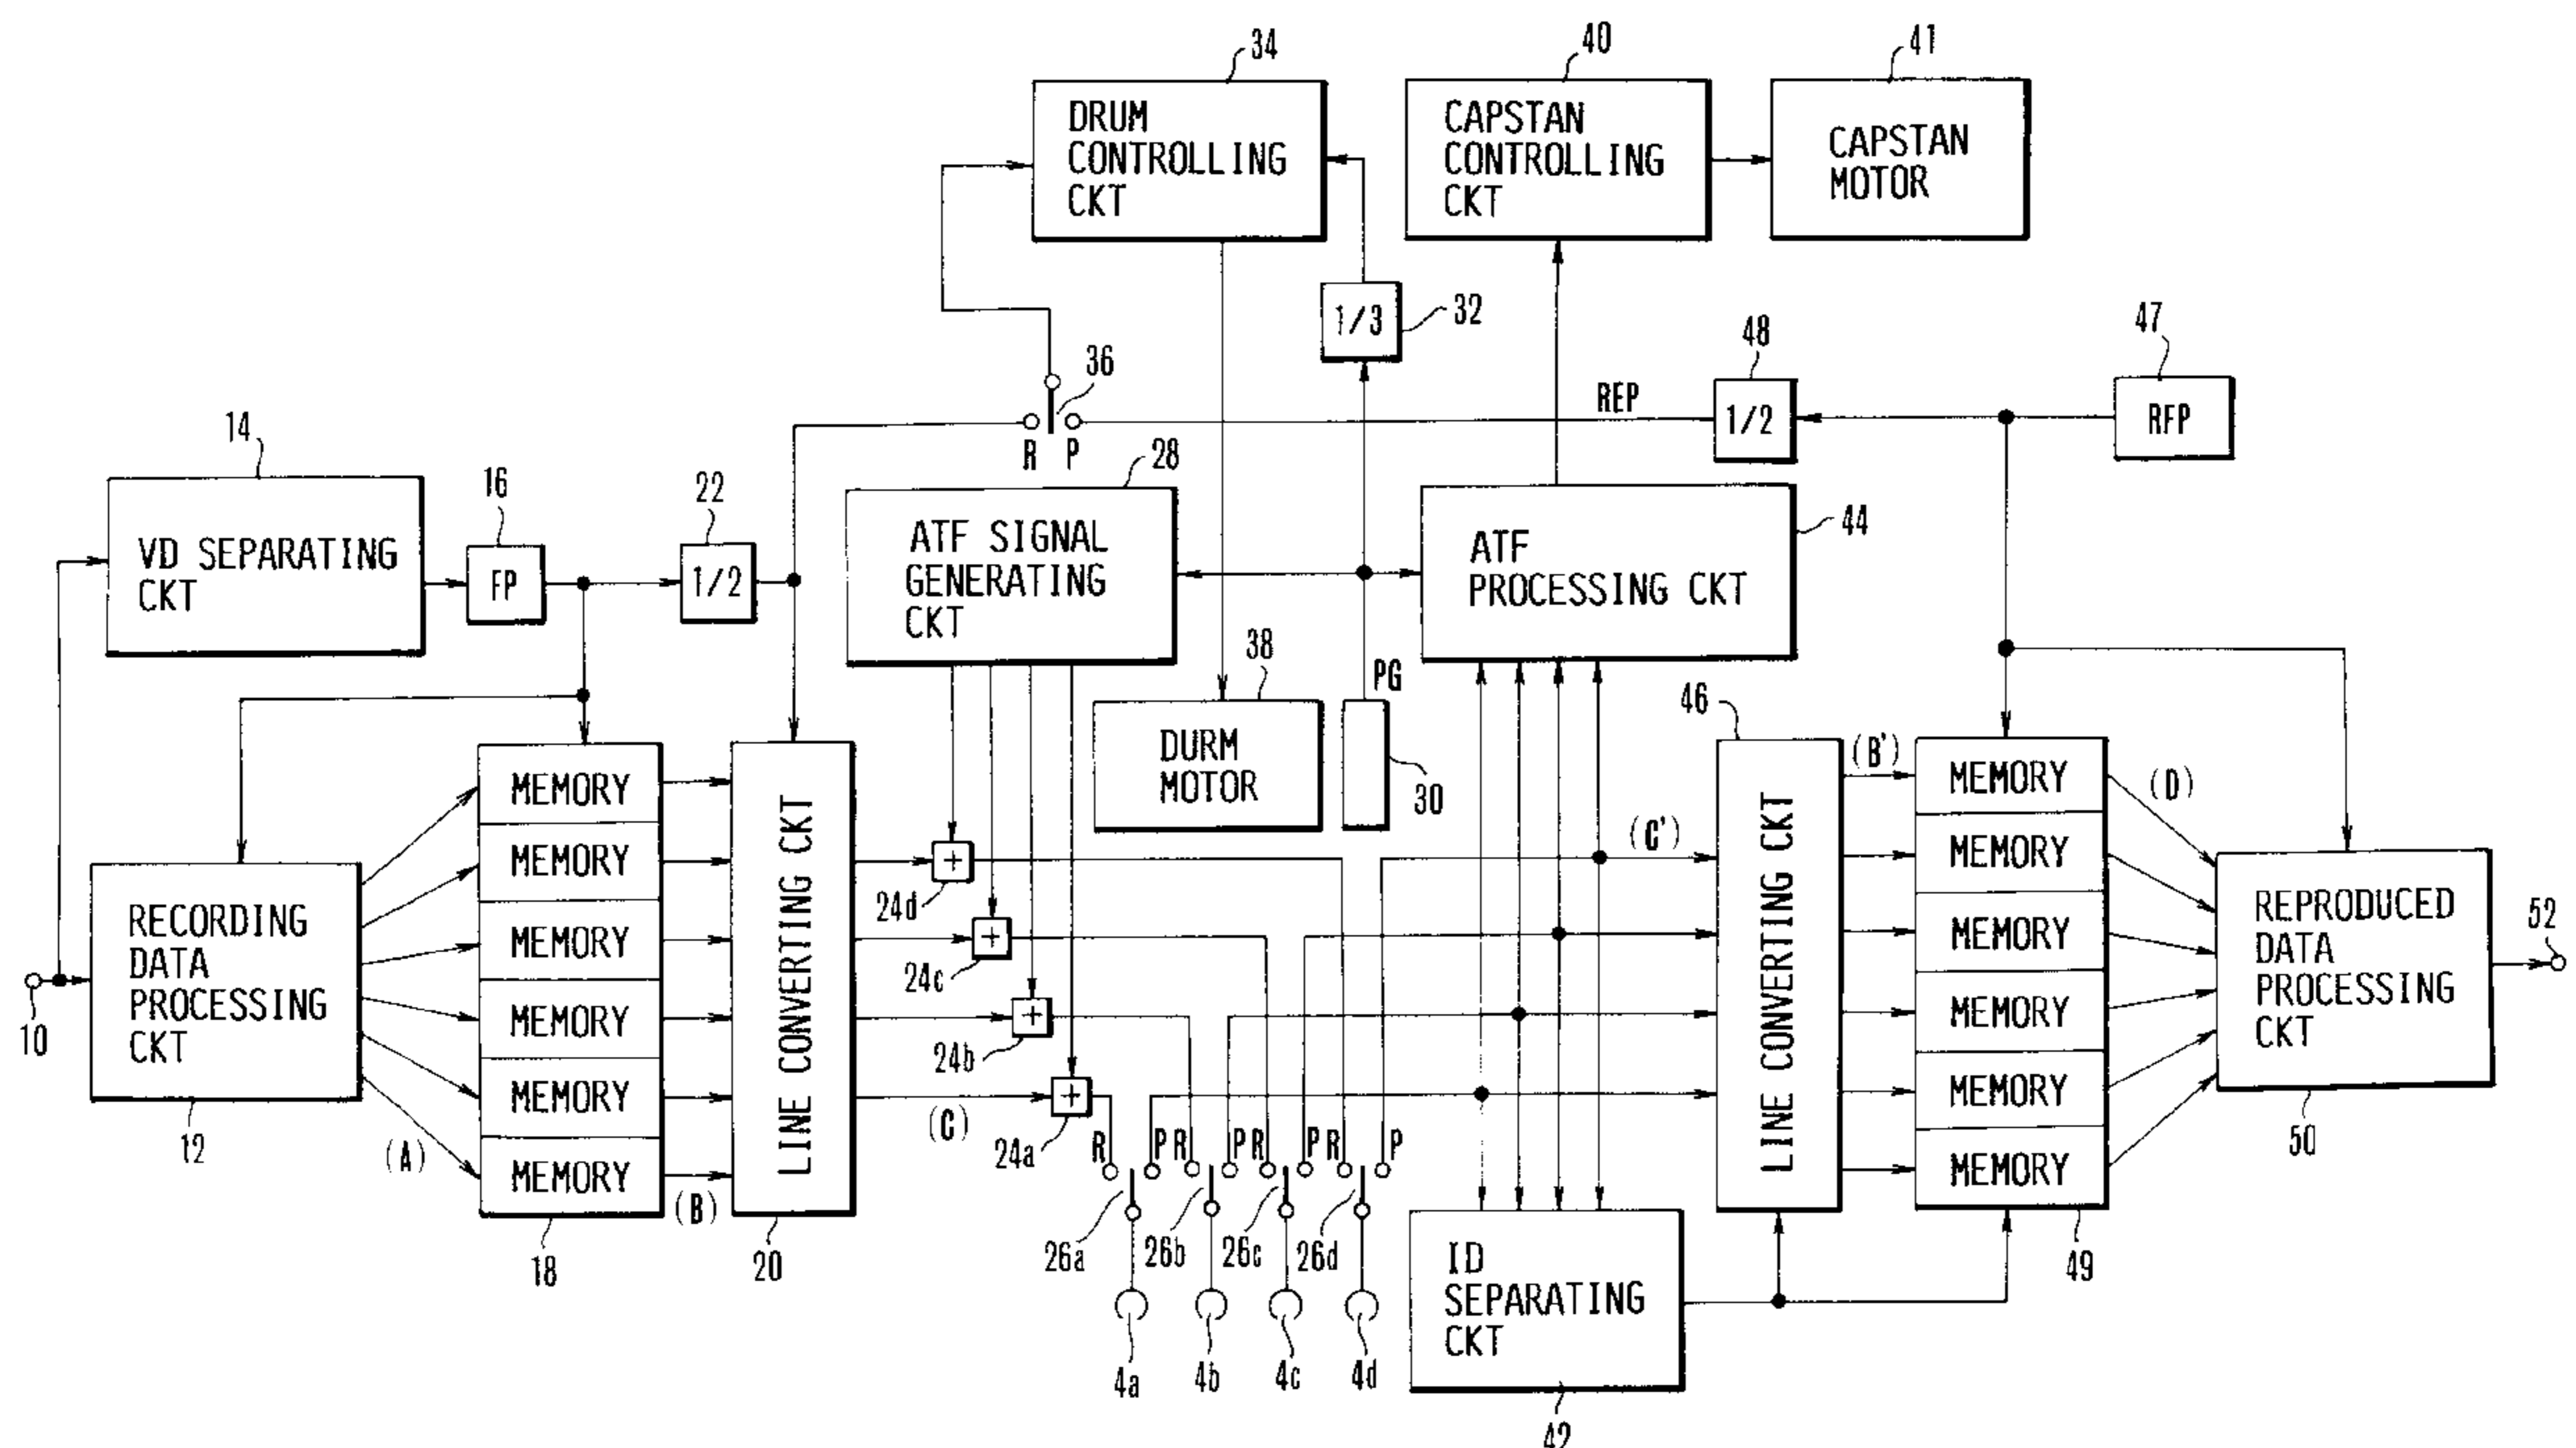 34
40
41
DRUM
CONTROLLING
CKT
CAPSTAN
CONTROLLING
CKT
CAPSTAN
MOTOR
1/3
32
48
47
36
REP
1/2
RFP
R P
14
16
22
28
44
VD SEPARATING
CKT
FP
1/2
ATF SIGNAL
GENERATING
CKT
ATF
PROCESSING CKT
38
PG
DURM
MOTOR
30
46
(B')
(D)
MEMORY
MEMORY
MEMORY
MEMORY
MEMORY
MEMORY
LINE CONVERTING CKT
+
24d
+
24c
+
24b
+
24a
(C')
LINE CONVERTING CKT
MEMORY
MEMORY
MEMORY
MEMORY
MEMORY
MEMORY
RECORDING
DATA
PROCESSING
CKT
REPRODUCED
DATA
PROCESSING
CKT
52
10
12
(A)
(B)
(C)
R P R P R P R P
50
18
20
26a
26b
26c
26d
ID
SEPARATING
CKT
49
4a
4b
4c
4d
42